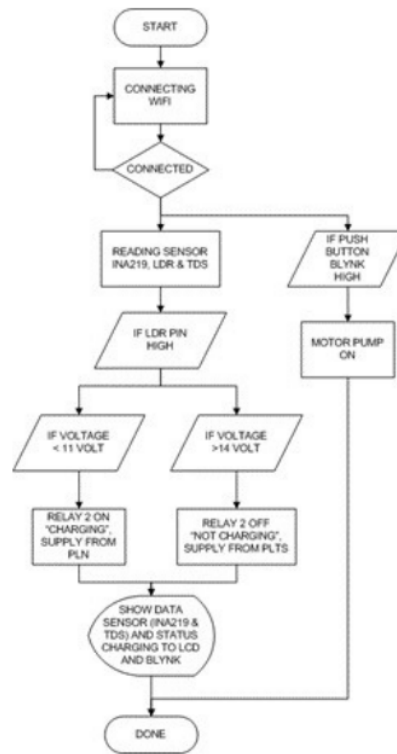 START
CONNECTING
WIFI
CONNECTED
READING SENSOR
INA219, LDR & TDS
IF PUSH
BUTTON
BLYNK
HIGH
IF LDR PIN
HIGH
MOTOR PUMP
ON
IF VOLTAGE
< 11 VOLT
IF VOLTAGE
>14 VOLT
RELAY 2 ON
"CHARGING",
SUPPLY FROM
PLN
RELAY 2 OFF
"NOT CHARGING",
SUPPLY FROM PLTS
SHOW DATA
SENSOR (INA219 &
TDS) AND STATUS
CHARGING TO LCD
AND BLYNK
DONE